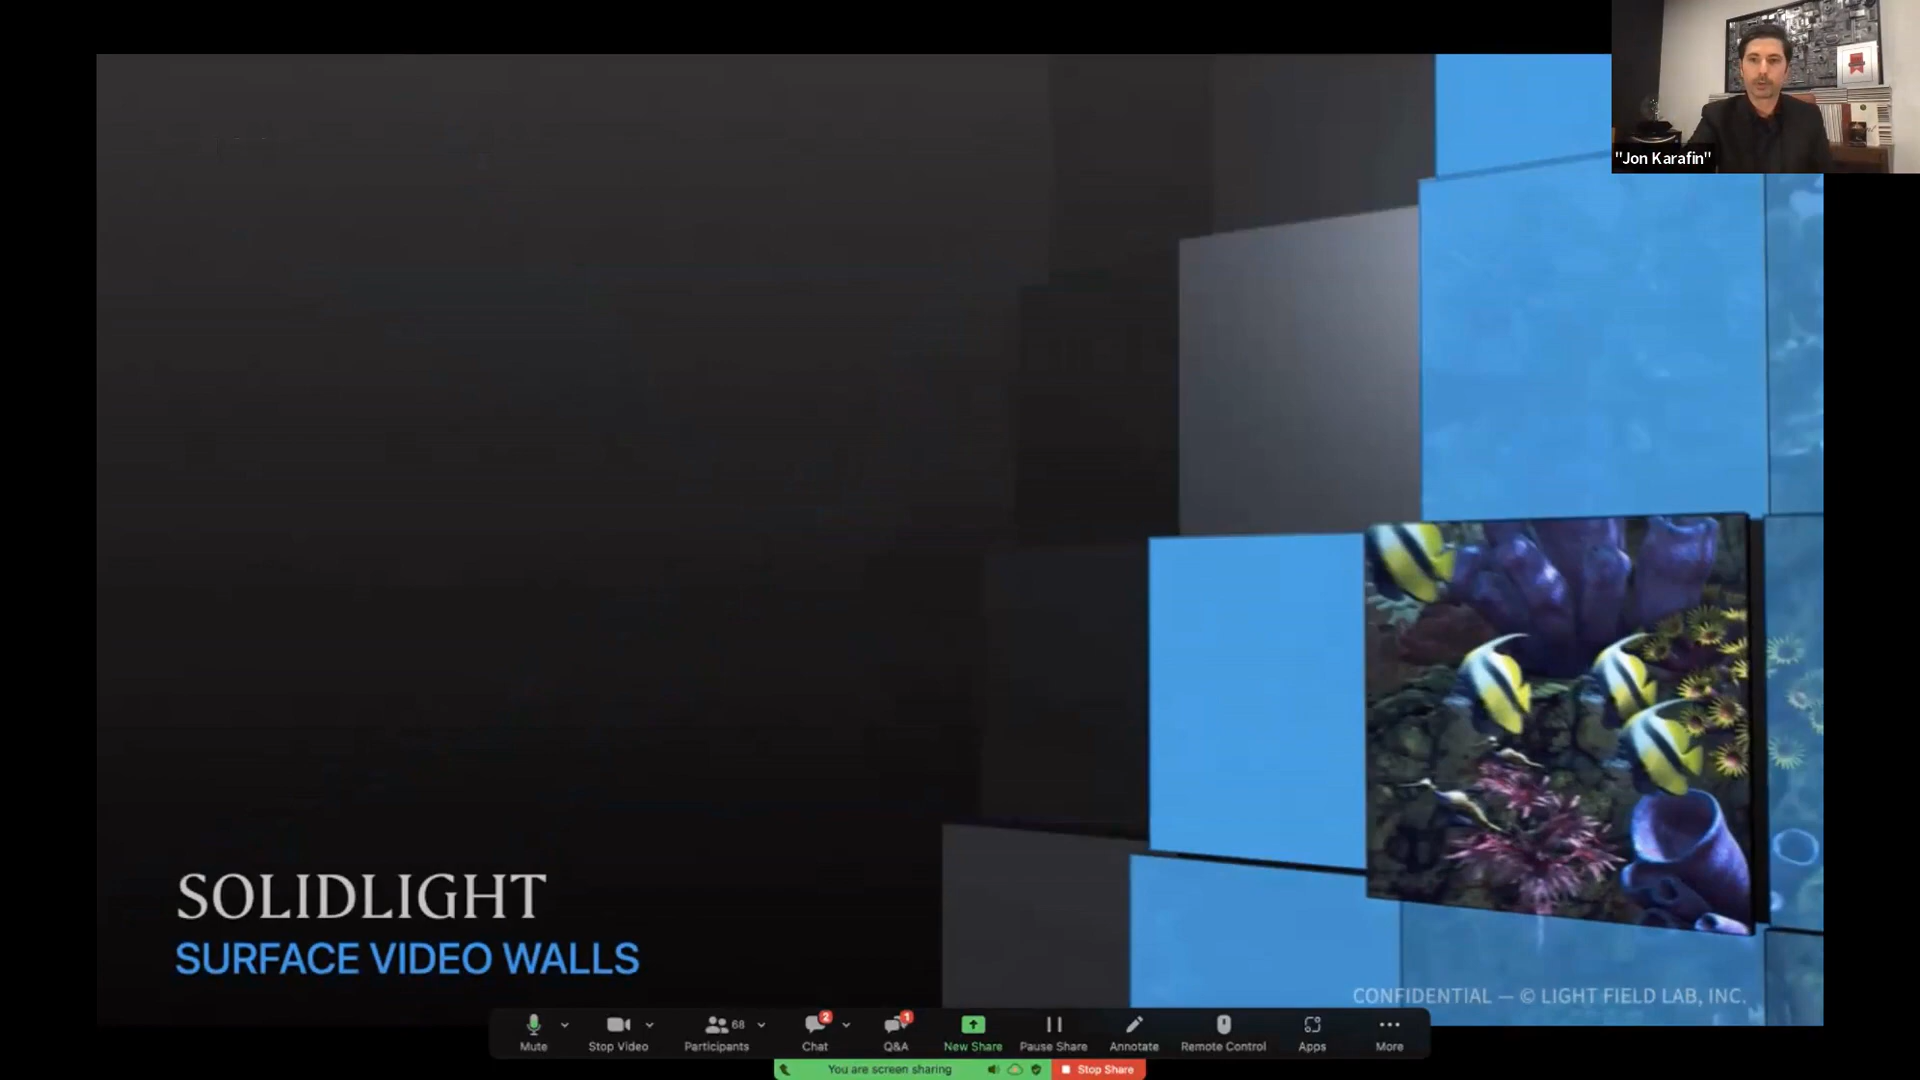 "Jon Karafin"
SOLIDLIGHT
SURFACE VIDEO WALLS
CONFIDENTIAL — © LIGHT FIELD LAB, INC.
68
2
1
Mute
Stop Video
Participants
Chat
Q&A
New Share
Pause Share
Annotate
Remote Control
Apps
More
You are screen sharing
Stop Share